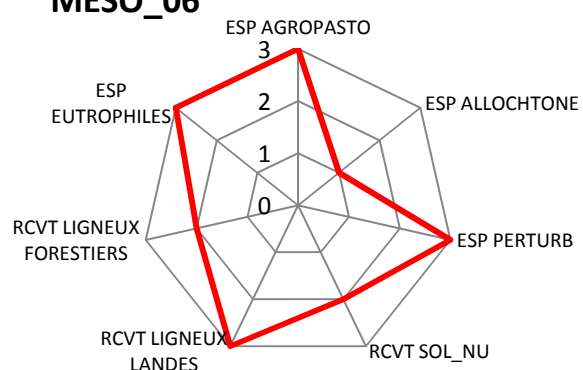 MESO_06
ESP AGROPASTO
3
ESP
EUTROPHILES
ESP ALLOCHTONE
2
1
0
RCVT LIGNEUX
FORESTIERS
ESP PERTURB
RCVT LIGNEUX
LANDES
RCVT SOL_NU